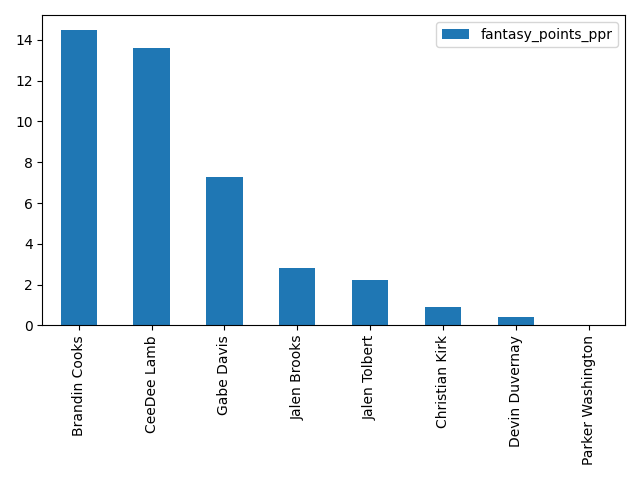 fantasy_points_ppr
14
12
10
8
6
4
2
0
Brandin Cooks
CeeDee Lamb
Gabe Davis
Jalen Brooks
Jalen Tolbert
Christian Kirk
Devin Duvernay
Parker Washington